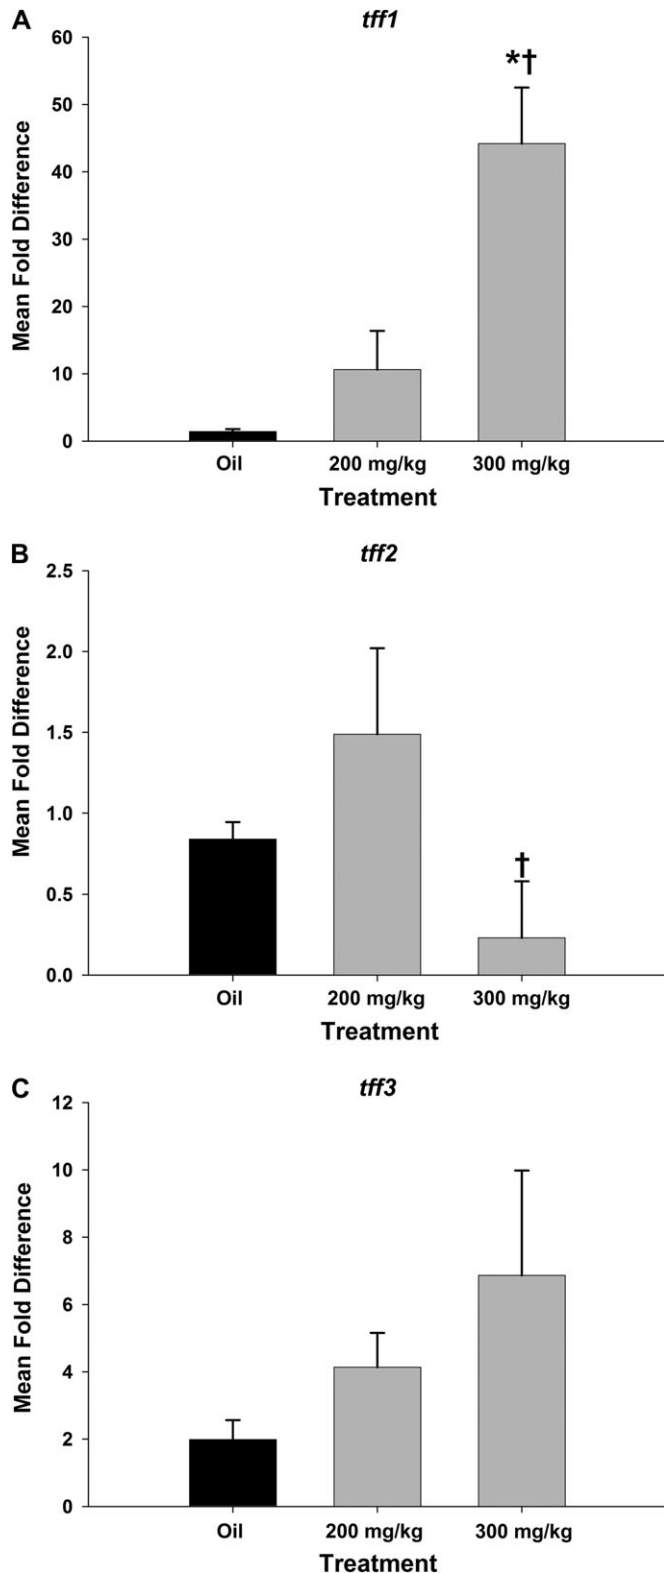 A
tff1
60
50
40
30
20
10
0
Mean Fold Difference
*†
Oil 200 mg/kg 300 mg/kg
Treatment
B
tff2
2.5
2.0
1.5
1.0
0.5
0.0
Mean Fold Difference
†
Oil 200 mg/kg 300 mg/kg
Treatment
C
tff3
12
10
8
6
4
2
0
Mean Fold Difference
Oil 200 mg/kg 300 mg/kg
Treatment